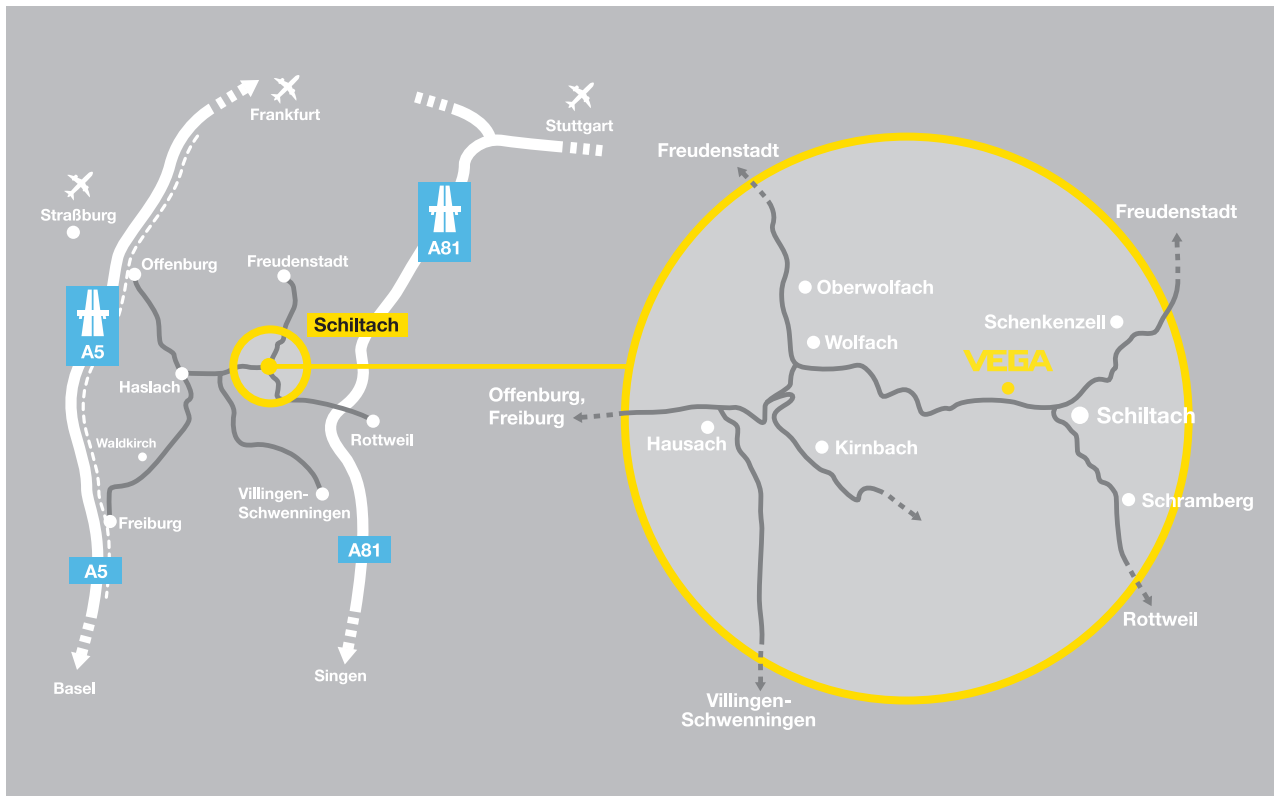 Frankfurt
Stuttgart
Straßburg
A81
Offenburg
Freudenstadt
A5
Schiltach
Haslach
Waldkirch
Rottweil
Villingen-
Schwenningen
Freiburg
A81
A5
Singen
Basel
Freudenstadt
Freudenstadt
Oberwolfach
Schenkenzell
Wolfach
VEGA
Offenburg,
Freiburg
Schiltach
Hausach
Kirnbach
Schramberg
Rottweil
Villingen-
Schwenningen